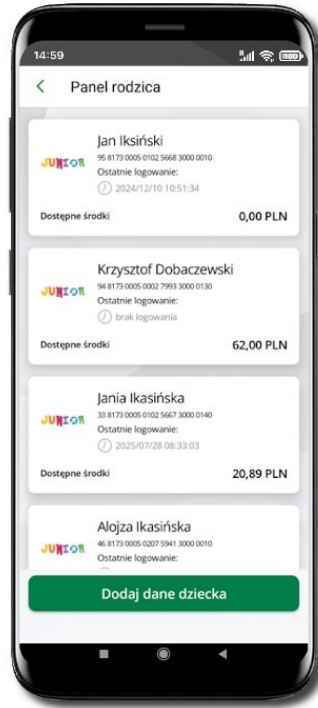 14:59
Panel rodzica
Jan Iksiński
JUNIOR
95 8173 0005 0102 5668 3000 0010
Ostatnie logowanie:
2024/12/10 10:51:34
Dostępne środki 0,00 PLN
Krzysztof Dobaczewski
JUNIOR
94 8173 0005 0002 7993 3000 0130
Ostatnie logowanie:
brak logowania
Dostępne środki 62,00 PLN
Jania Ikasińska
JUNIOR
33 8173 0005 0102 5667 3000 0140
Ostatnie logowanie:
2025/07/28 08:33:03
Dostępne środki 20,89 PLN
Alojza Ikasińska
JUNIOR
46 8173 0005 0207 5941 3000 0010
Ostatnie logowanie:
Dodaj dane dziecka